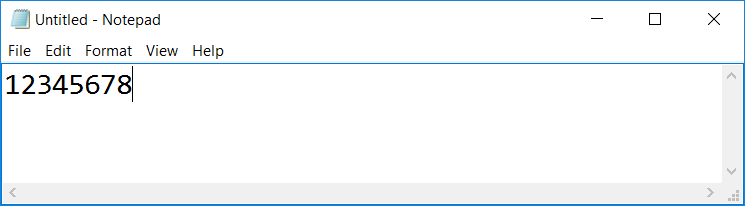 Untitled - Notepad
File Edit Format View Help
12345678